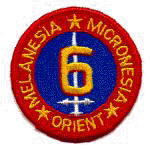 MELANESIA ★ MICRONESIA
6
★ ORIENT ★